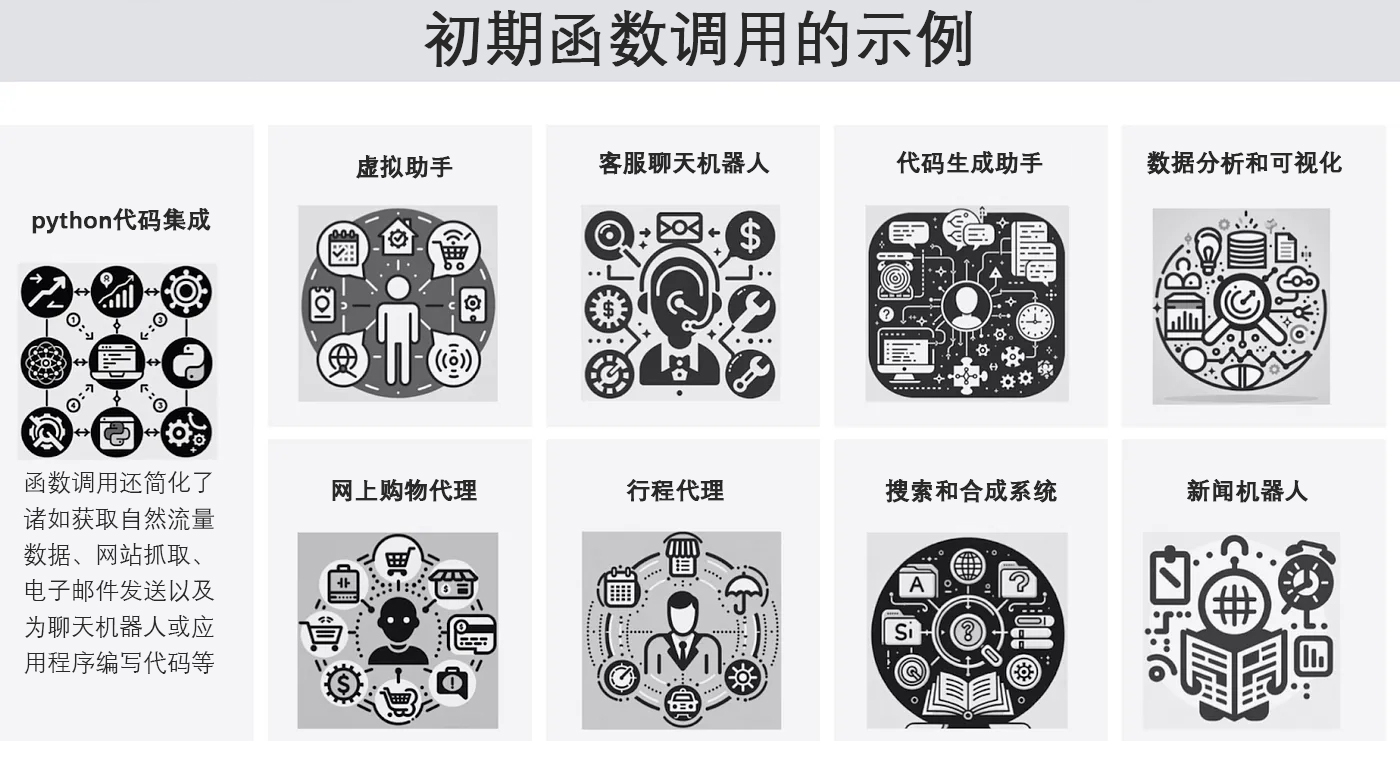 初期函数调用的示例
python代码集成
函数调用还简化了
诸如获取自然流量
数据、网站抓取、
电子邮件发送以及
为聊天机器人或应
用程序编写代码等
虚拟助手
客服聊天机器人
代码生成助手
数据分析和可视化
网上购物代理
行程代理
搜索和合成系统
A
?
Si
?
新闻机器人
$
$
?
$
$
1
2
4
3